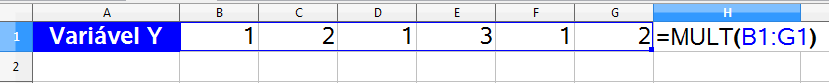 A B C D E F G H
1 Variável Y 1 2 1 3 1 2 =MULT(B1:G1)
2